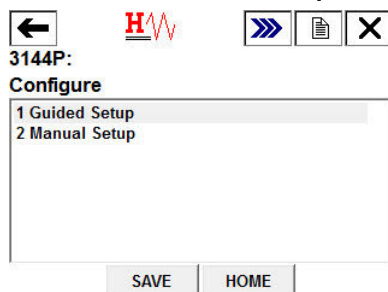 H
3144P:
Configure
1 Guided Setup
2 Manual Setup
SAVE HOME